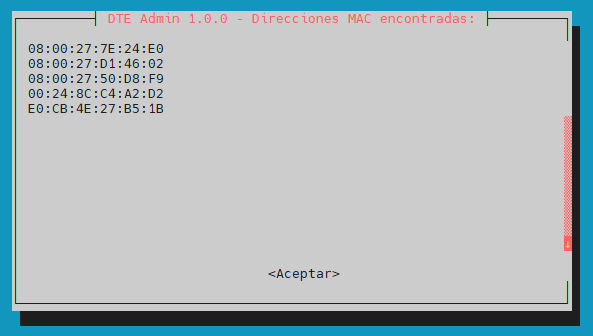 DTE Admin 1.0.0 - Direcciones MAC encontradas:
08:00:27:7E:24:E0
08:00:27:D1:46:02
08:00:27:50:D8:F9
00:24:8C:C4:A2:D2
E0:CB:4E:27:B5:1B
↓
<Aceptar>